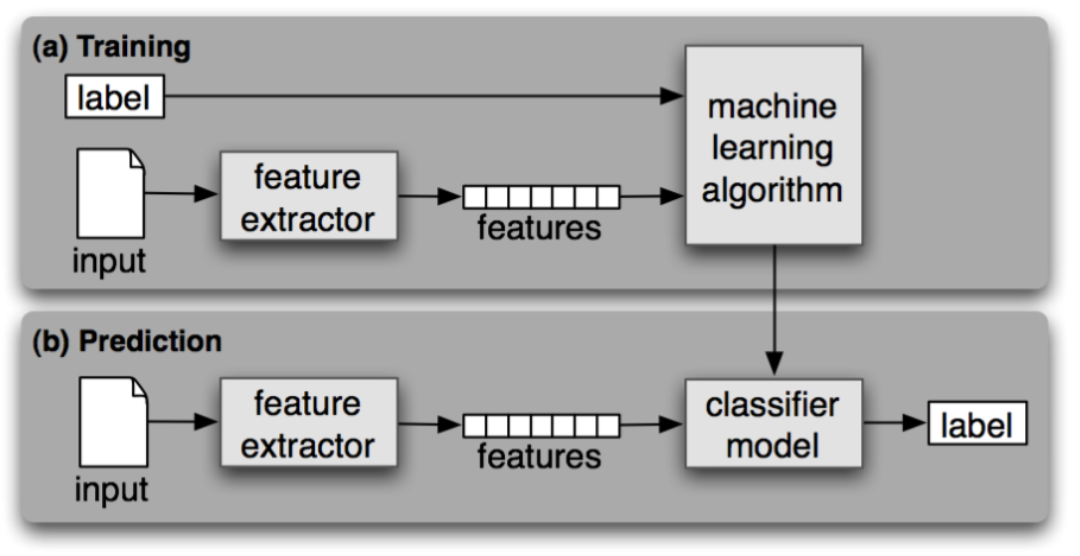 (a) Training
label
machine
learning
algorithm
feature
extractor
features
input
(b) Prediction
feature
extractor
features
classifier
model
label
input